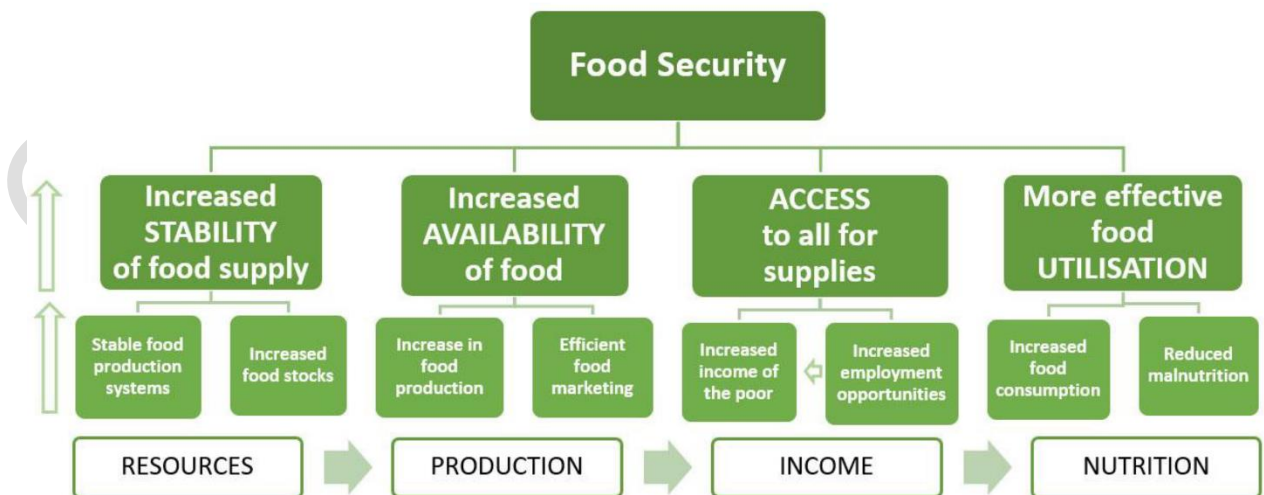 Food Security
Increased
STABILITY
of food supply
Increased
AVAILABILITY
of food
ACCESS
to all for
supplies
More effective
food
UTILISATION
Stable food
production
systems
Increased
food stocks
Increase in
food
production
Efficient
food
marketing
Increased
income of
the poor
Increased
employment
opportunities
Increased
food
consumption
Reduced
malnutrition
RESOURCES
PRODUCTION
INCOME
NUTRITION